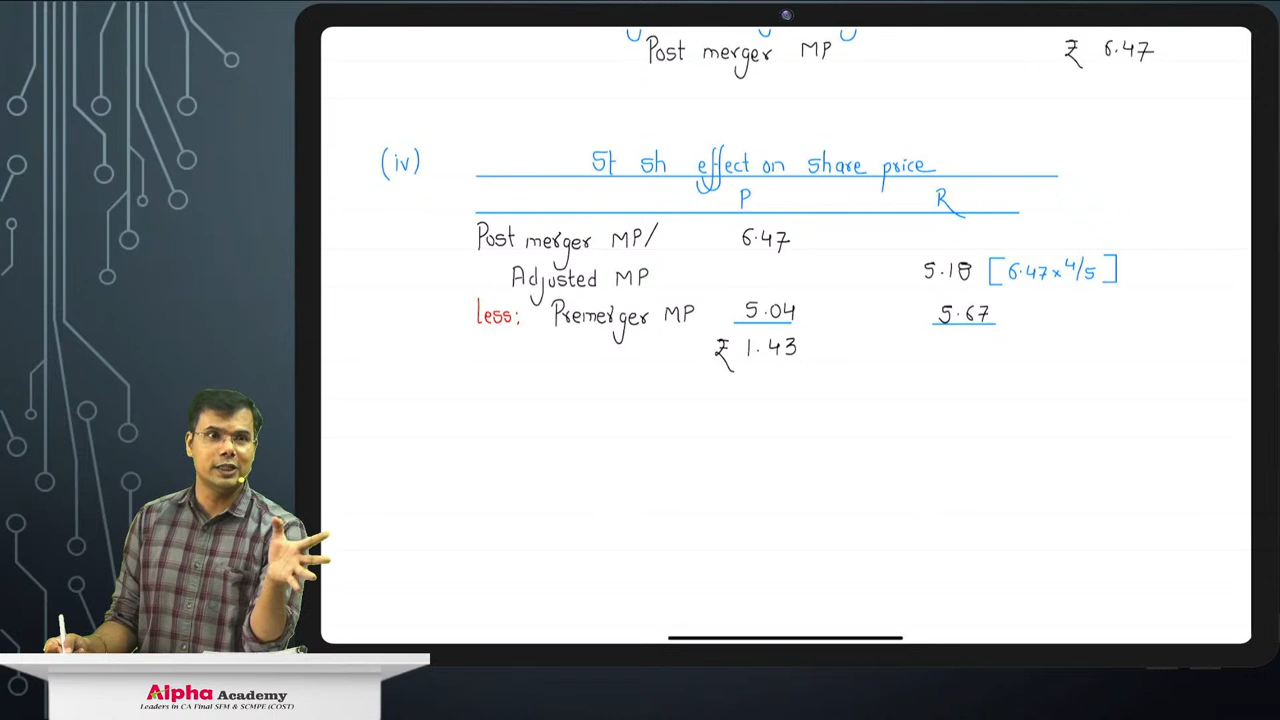 Post merger MP ₹ 6.47
(iv) St sh effect on share price
P R
Post merger MP/ 6.47
Adjusted MP 5.18 [6.47 x 4/5]
less: Premerger MP 5.04 5.67
₹ 1.43
Alpha Academy
Leaders in CA Final SFM & SCMPE (COST)